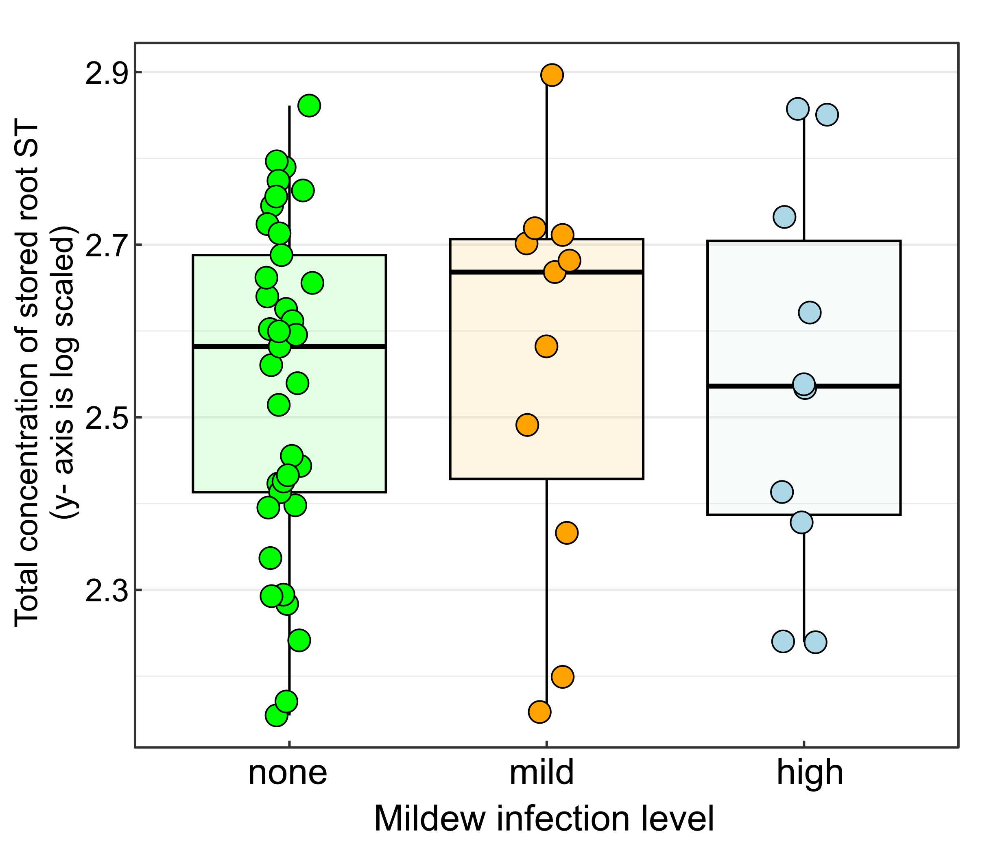 Total concentration of stored root ST
(y- axis is log scaled)
2.9
2.7
2.5
2.3
none mild high
Mildew infection level